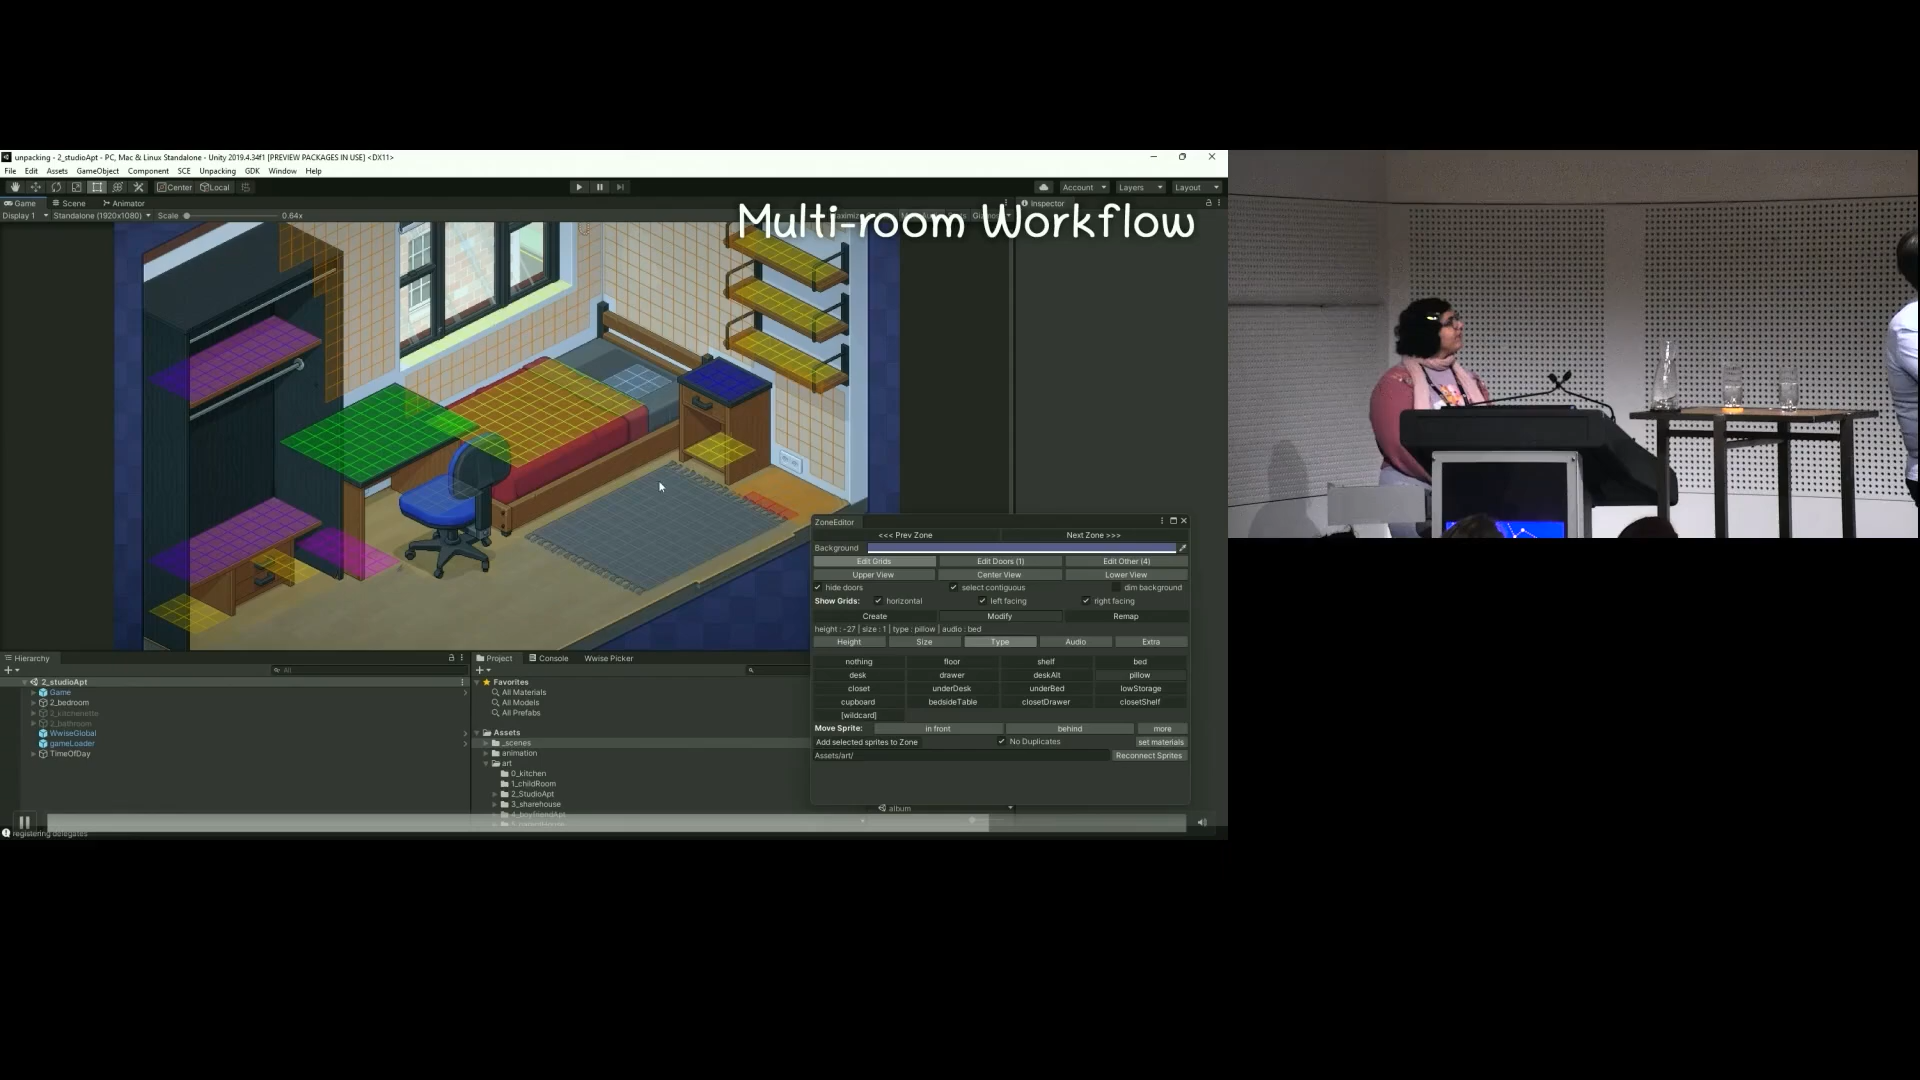 unpacking - 2_studioApt - PC, Mac & Linux Standalone - Unity 2019.4.34f1 [PREVIEW PACKAGES IN USE] <DX11>
File Edit Assets GameObject Component SCE Unpacking GDK Window Help
Center Local Account Layers Layout
Game Scene Animator
Inspector
Display 1 Standalone (1920x1080) Scale 0.64x
Multi-room Workflow
ZoneEditor
<<< Prev Zone Next Zone >>>
Background
Edit Grids Edit Doors (1) Edit Other (4)
Upper View Center View Lower View
hide doors select contiguous dim background
Show Grids: horizontal left facing right facing
Create Modify Remap
height : -27 | size : 1 | type : pillow | audio : bed
Height Size Type Audio Extra
nothing floor shelf bed
desk drawer deskAlt pillow
closet underDesk underBed lowStorage
cupboard bedsideTable closetDrawer closetShelf
[wildcard]
Move Sprite: in front behind more
Add selected sprites to Zone No Duplicates set materials
Assets/art/ Reconnect Sprites
Hierarchy
All
2_studioApt
Game
2_bedroom
2_kitchenette
2_bathroom
WwiseGlobal
gameLoader
TimeOfDay
Project Console Wwise Picker
Favorites
All Materials
All Models
All Prefabs
Assets
_scenes
animation
art
0_kitchen
1_childRoom
2_StudioApt
3_sharehouse
4_boyfriendApt
album
registering delegates